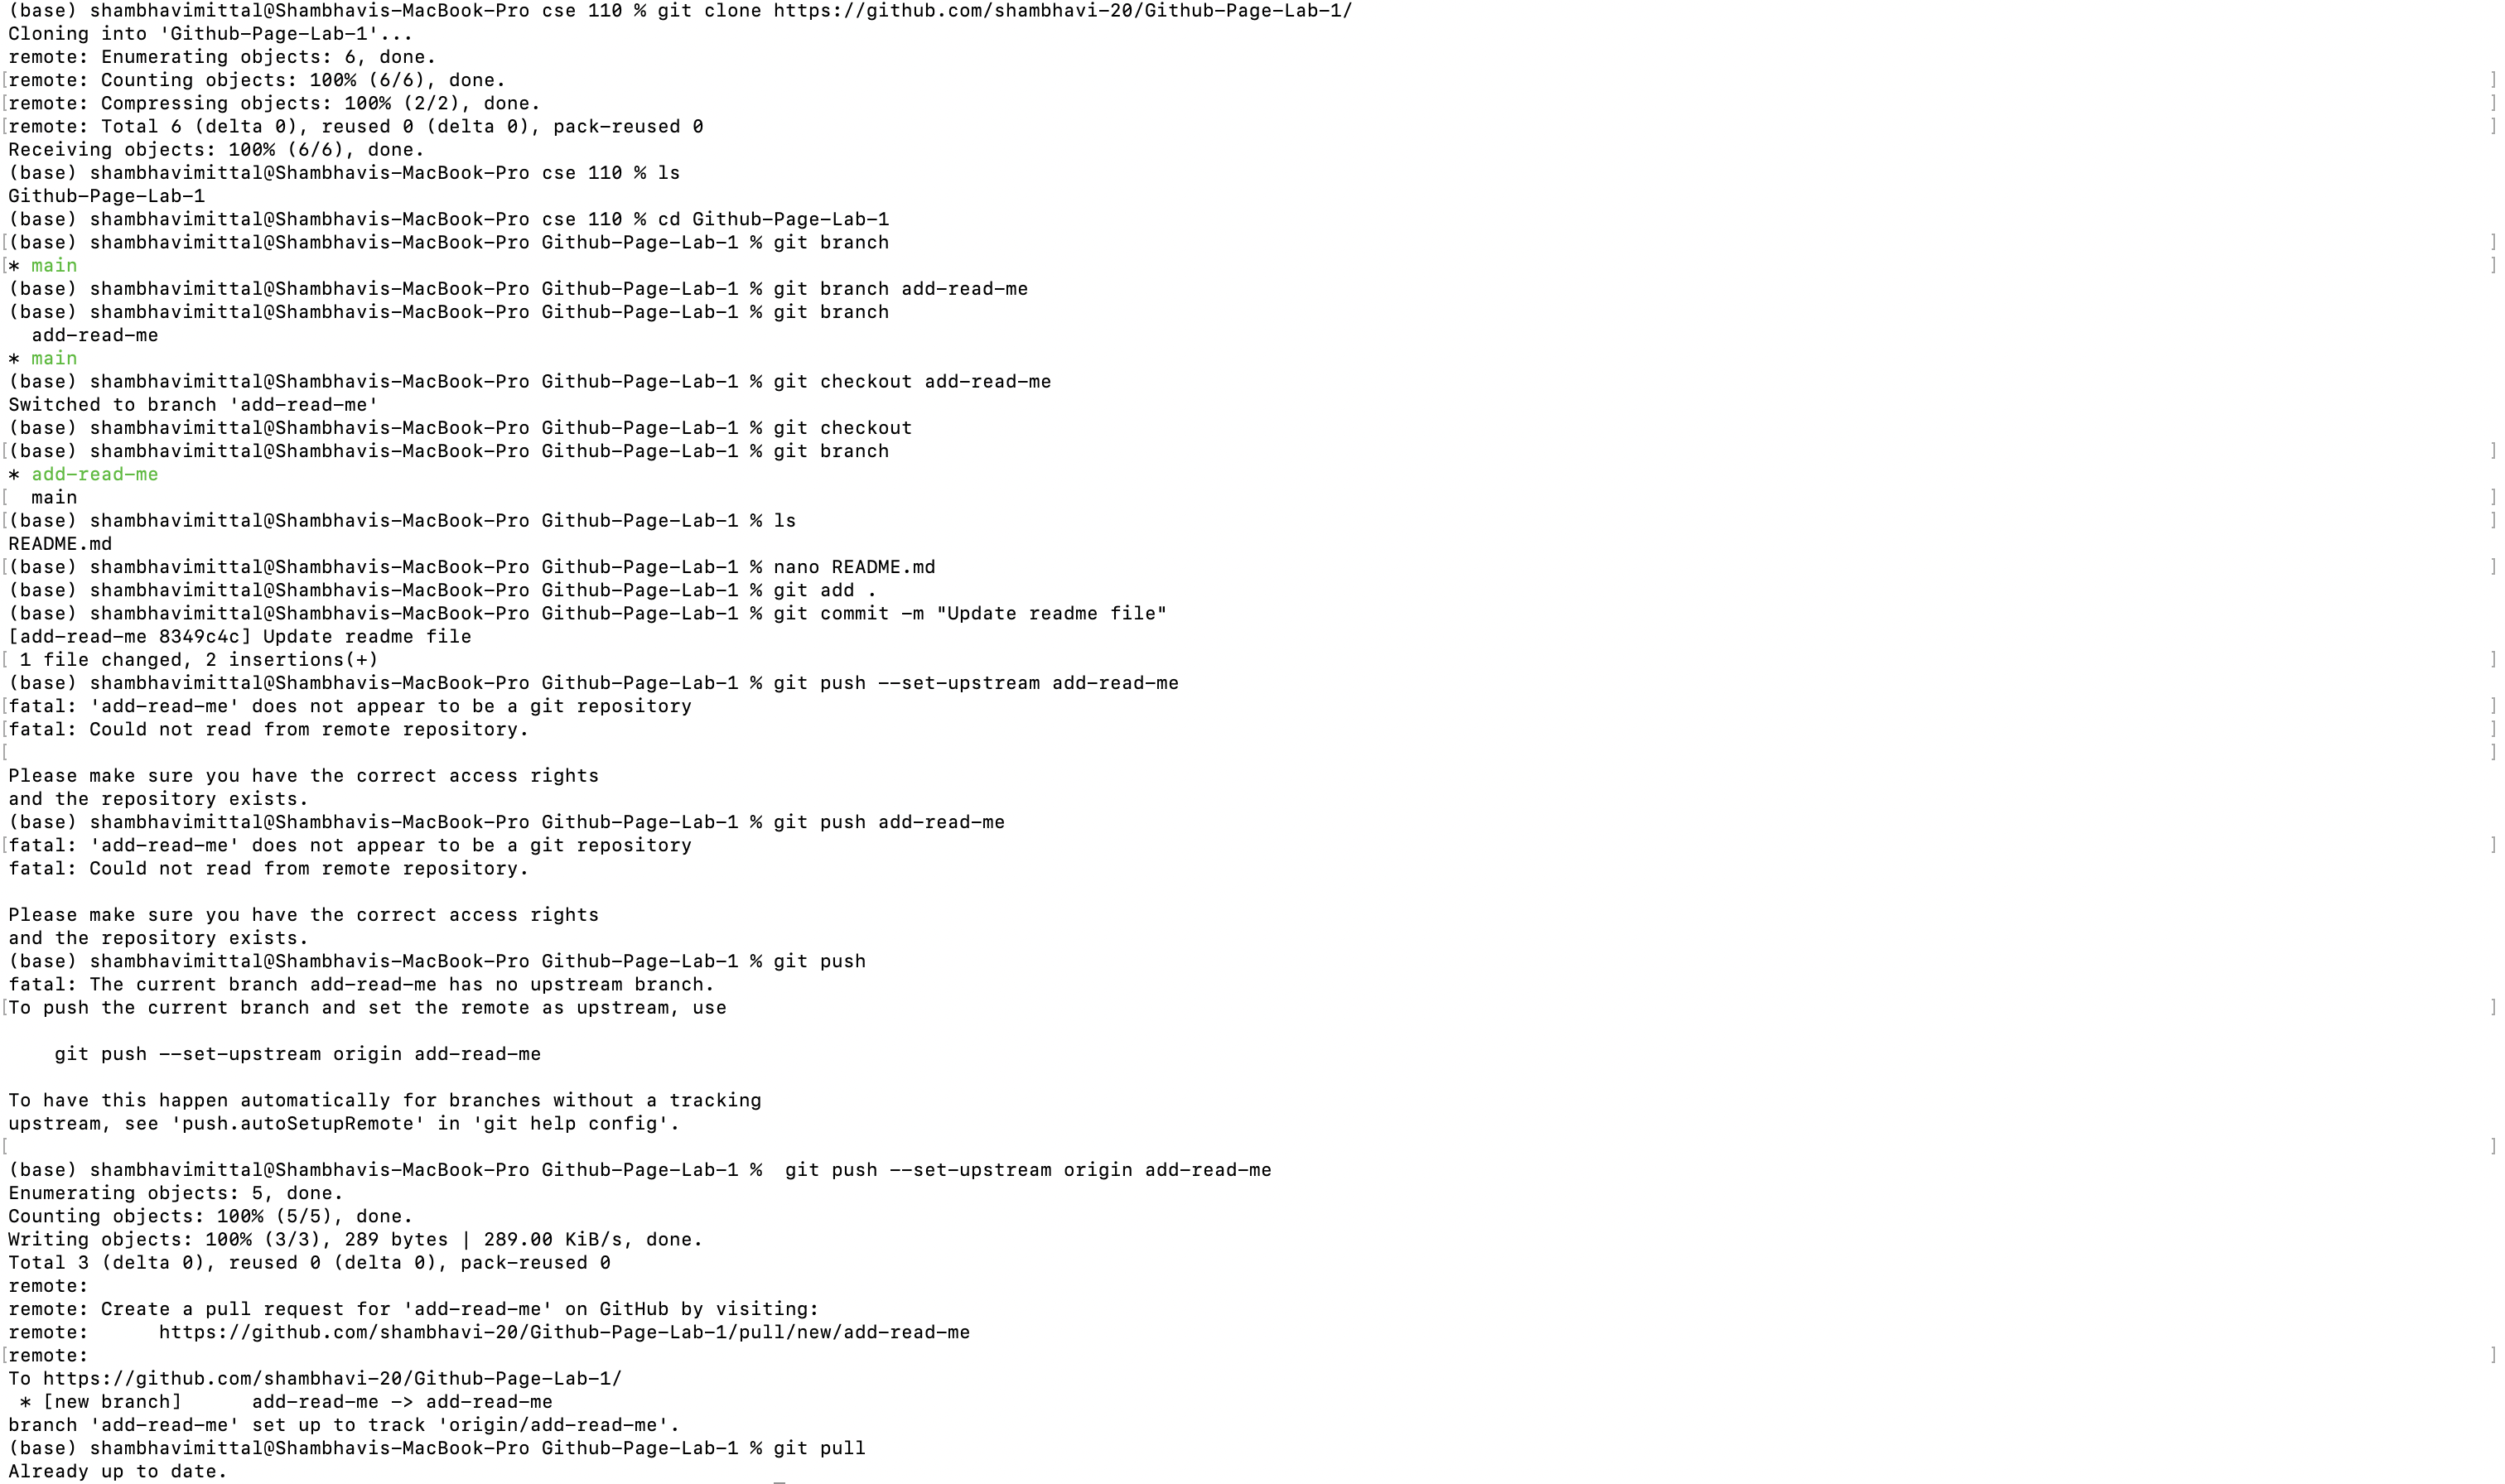 (base) shambhavimittal@Shambhavis-MacBook-Pro cse 110 % git clone https://github.com/shambhavi-20/Github-Page-Lab-1/
Cloning into 'Github-Page-Lab-1'...
remote: Enumerating objects: 6, done.
[remote: Counting objects: 100% (6/6), done. ]
[remote: Compressing objects: 100% (2/2), done. ]
[remote: Total 6 (delta 0), reused 0 (delta 0), pack-reused 0 ]
Receiving objects: 100% (6/6), done.
(base) shambhavimittal@Shambhavis-MacBook-Pro cse 110 % ls
Github-Page-Lab-1
(base) shambhavimittal@Shambhavis-MacBook-Pro cse 110 % cd Github-Page-Lab-1
[(base) shambhavimittal@Shambhavis-MacBook-Pro Github-Page-Lab-1 % git branch ]
[* main ]
(base) shambhavimittal@Shambhavis-MacBook-Pro Github-Page-Lab-1 % git branch add-read-me
(base) shambhavimittal@Shambhavis-MacBook-Pro Github-Page-Lab-1 % git branch
  add-read-me
* main
(base) shambhavimittal@Shambhavis-MacBook-Pro Github-Page-Lab-1 % git checkout add-read-me
Switched to branch 'add-read-me'
(base) shambhavimittal@Shambhavis-MacBook-Pro Github-Page-Lab-1 % git checkout
[(base) shambhavimittal@Shambhavis-MacBook-Pro Github-Page-Lab-1 % git branch ]
* add-read-me
[  main ]
[(base) shambhavimittal@Shambhavis-MacBook-Pro Github-Page-Lab-1 % ls ]
README.md
[(base) shambhavimittal@Shambhavis-MacBook-Pro Github-Page-Lab-1 % nano README.md ]
(base) shambhavimittal@Shambhavis-MacBook-Pro Github-Page-Lab-1 % git add .
(base) shambhavimittal@Shambhavis-MacBook-Pro Github-Page-Lab-1 % git commit -m "Update readme file"
[add-read-me 8349c4c] Update readme file
[ 1 file changed, 2 insertions(+) ]
(base) shambhavimittal@Shambhavis-MacBook-Pro Github-Page-Lab-1 % git push --set-upstream add-read-me
[fatal: 'add-read-me' does not appear to be a git repository ]
[fatal: Could not read from remote repository. ]
[ ]
Please make sure you have the correct access rights
and the repository exists.
(base) shambhavimittal@Shambhavis-MacBook-Pro Github-Page-Lab-1 % git push add-read-me
[fatal: 'add-read-me' does not appear to be a git repository ]
fatal: Could not read from remote repository.

Please make sure you have the correct access rights
and the repository exists.
(base) shambhavimittal@Shambhavis-MacBook-Pro Github-Page-Lab-1 % git push
fatal: The current branch add-read-me has no upstream branch.
[To push the current branch and set the remote as upstream, use ]

    git push --set-upstream origin add-read-me

To have this happen automatically for branches without a tracking
upstream, see 'push.autoSetupRemote' in 'git help config'.
[ ]
(base) shambhavimittal@Shambhavis-MacBook-Pro Github-Page-Lab-1 %  git push --set-upstream origin add-read-me
Enumerating objects: 5, done.
Counting objects: 100% (5/5), done.
Writing objects: 100% (3/3), 289 bytes | 289.00 KiB/s, done.
Total 3 (delta 0), reused 0 (delta 0), pack-reused 0
remote:
remote: Create a pull request for 'add-read-me' on GitHub by visiting:
remote:      https://github.com/shambhavi-20/Github-Page-Lab-1/pull/new/add-read-me
[remote: ]
To https://github.com/shambhavi-20/Github-Page-Lab-1/
 * [new branch]      add-read-me -> add-read-me
branch 'add-read-me' set up to track 'origin/add-read-me'.
(base) shambhavimittal@Shambhavis-MacBook-Pro Github-Page-Lab-1 % git pull
Already up to date.